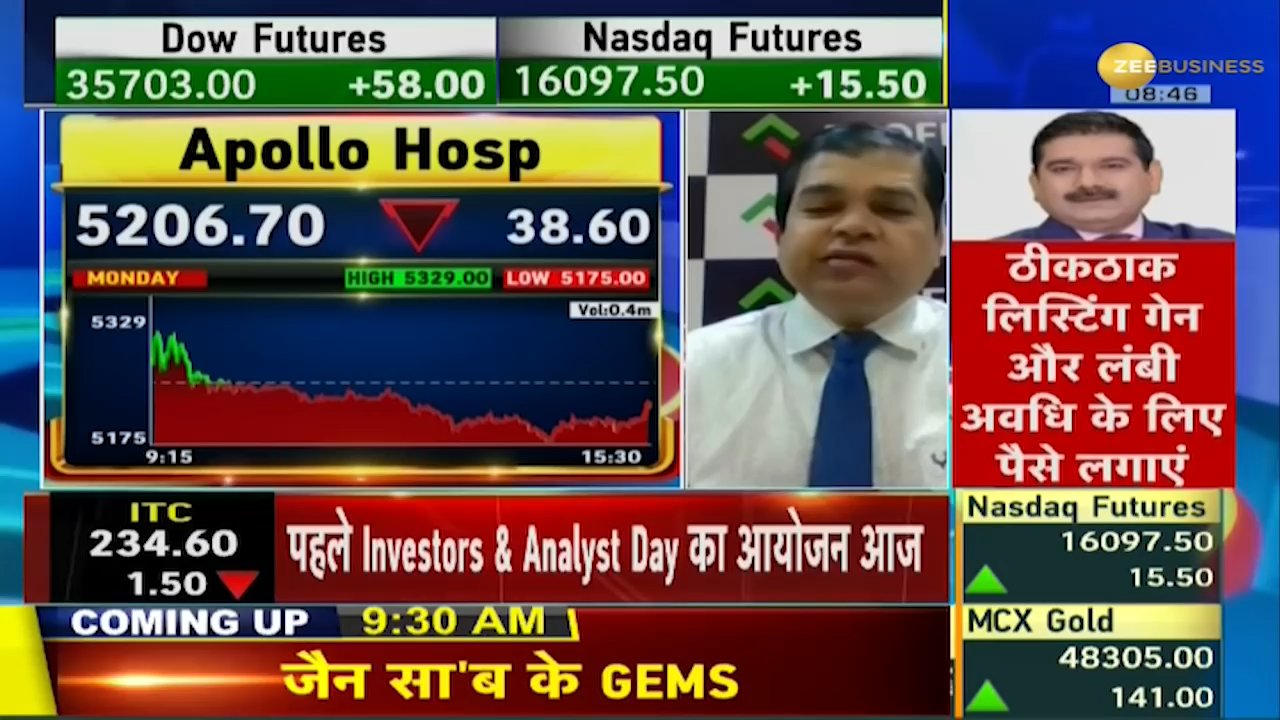 Dow Futures
35703.00 +58.00
Nasdaq Futures
16097.50 +15.50
ZEEBUSINESS
08:46
Apollo Hosp
5206.70 38.60
MONDAY HIGH 5329.00 LOW 5175.00
Vol:0.4m
5329
5175
9:15 15:30
ठीकठाक
लिस्टिंग गेन
और लंबी
अवधि के लिए
पैसे लगाएं
ITC
234.60
1.50
पहले Investors & Analyst Day का आयोजन आज
Nasdaq Futures
16097.50
15.50
MCX Gold
48305.00
141.00
COMING UP 9:30 AM
जैन सा'ब के GEMS